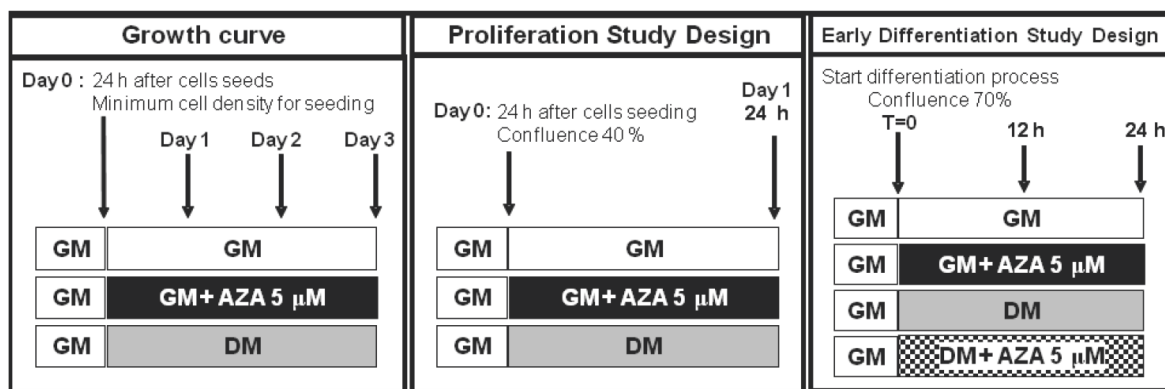 Growth curve
Day 0 : 24 h after cells seeds
Minimum cell density for seeding
Day 1
Day 2
Day 3
GM
GM
GM
GM+ AZA 5 μM
GM
DM
Proliferation Study Design
Day 0: 24 h after cells seeding
Confluence 40 %
Day 1
24 h
GM
GM
GM
GM+ AZA 5 μM
GM
DM
Early Differentiation Study Design
Start differentiation process
Confluence 70%
T=0
12 h
24 h
GM
GM
GM
GM+ AZA 5 μM
GM
DM
GM
DM+ AZA 5 μM